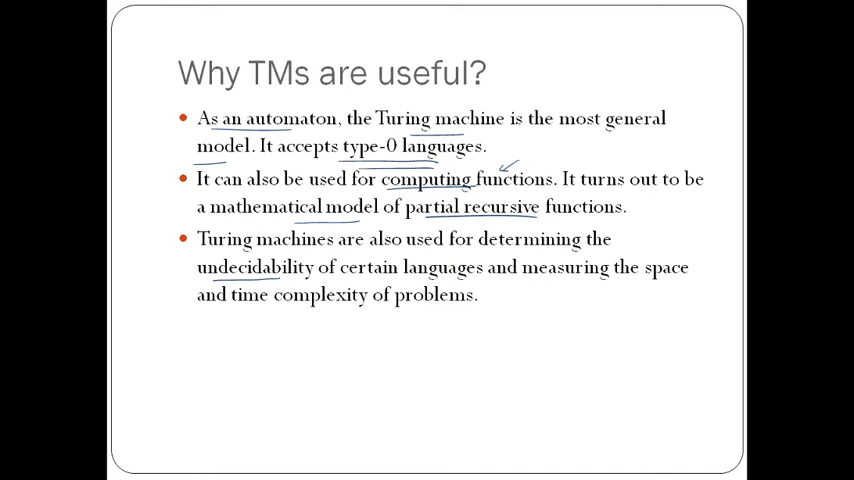 Why TMs are useful?
• As an automaton, the Turing machine is the most general
model. It accepts type-0 languages.
• It can also be used for computing functions. It turns out to be
a mathematical model of partial recursive functions.
• Turing machines are also used for determining the
undecidability of certain languages and measuring the space
and time complexity of problems.